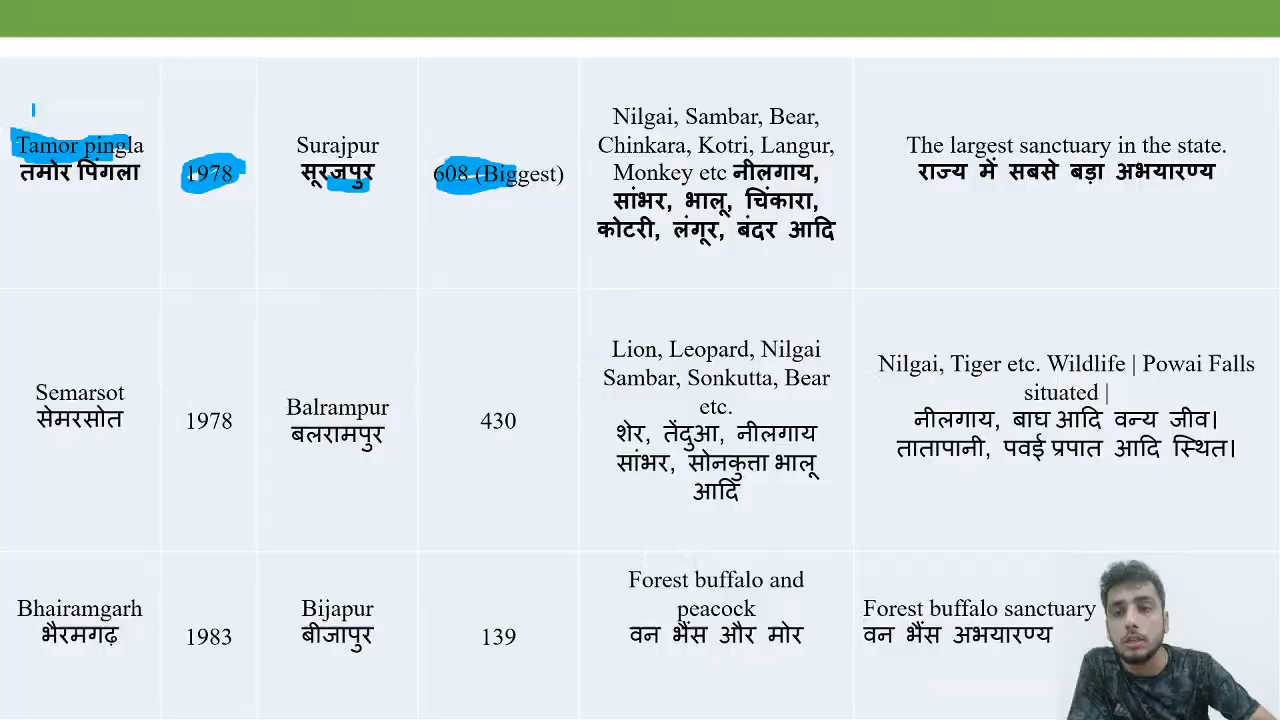 Tamor pingla
तमोर पिंगला
1978
Surajpur
सूरजपुर
608 (Biggest)
Nilgai, Sambar, Bear,
Chinkara, Kotri, Langur,
Monkey etc नीलगाय,
सांभर, भालू, चिंकारा,
कोटरी, लंगूर, बंदर आदि
The largest sanctuary in the state.
राज्य में सबसे बड़ा अभयारण्य
Semarsot
सेमरसोत
1978
Balrampur
बलरामपुर
430
Lion, Leopard, Nilgai
Sambar, Sonkutta, Bear
etc.
शेर, तेंदुआ, नीलगाय
सांभर, सोनकुत्ता भालू
आदि
Nilgai, Tiger etc. Wildlife | Powai Falls
situated |
नीलगाय, बाघ आदि वन्य जीव।
तातापानी, पवई प्रपात आदि स्थित।
Bhairamgarh
भैरमगढ़
1983
Bijapur
बीजापुर
139
Forest buffalo and
peacock
वन भैंस और मोर
Forest buffalo sanctuary
वन भैंस अभयारण्य